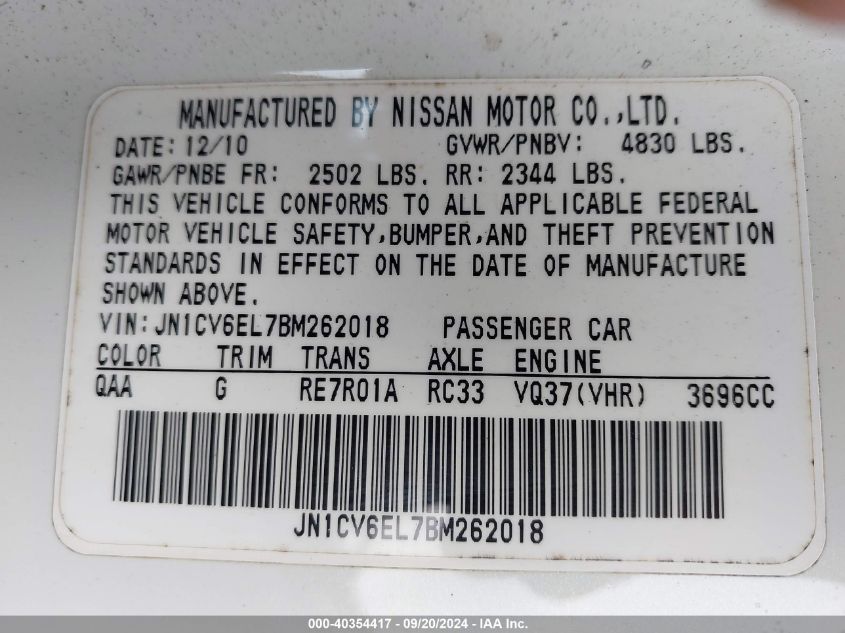 MANUFACTURED BY NISSAN MOTOR CO.,LTD.
DATE: 12/10 GVWR/PNBV: 4830 LBS.
GAWR/PNBE FR: 2502 LBS. RR: 2344 LBS.
THIS VEHICLE CONFORMS TO ALL APPLICABLE FEDERAL
MOTOR VEHICLE SAFETY,BUMPER,AND THEFT PREVENTION
STANDARDS IN EFFECT ON THE DATE OF MANUFACTURE
SHOWN ABOVE.
VIN:JN1CV6EL7BM262018 PASSENGER CAR
COLOR TRIM TRANS AXLE ENGINE
QAA G RE7R01A RC33 VQ37(VHR) 3696CC
JN1CV6EL7BM262018
000-40354417 - 09/20/2024 - IAA Inc.